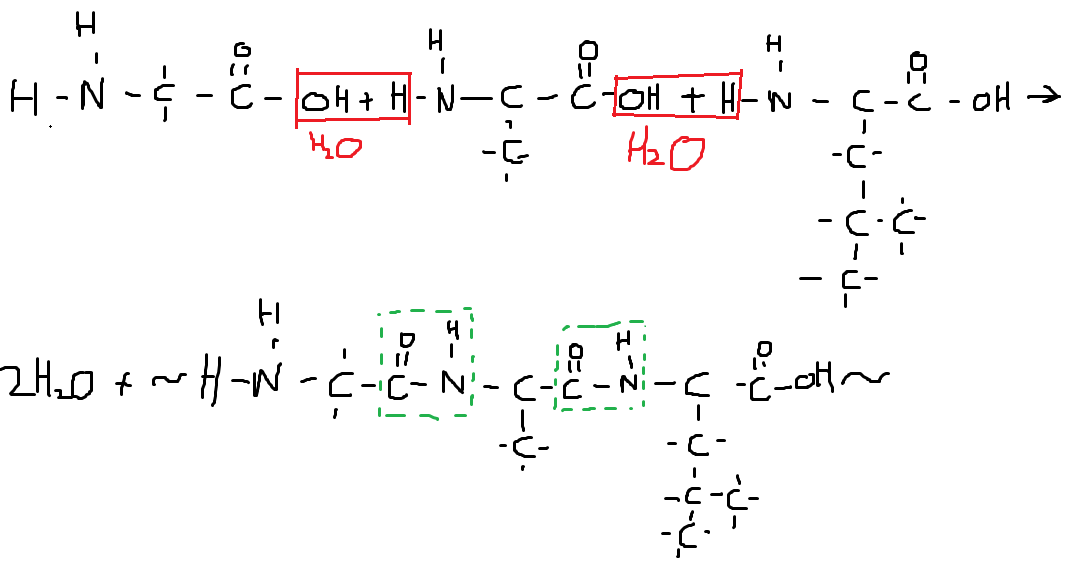 H H
O O O
H - N - C - C - OH + H - N - C - C - OH + H - N - C - C - OH →
H₂O C H₂O C
C - C
C
H O H O H O
2H₂O + ~ H - N - C - C - N - C - C - N - C - C - OH ~
C C
C - C
C